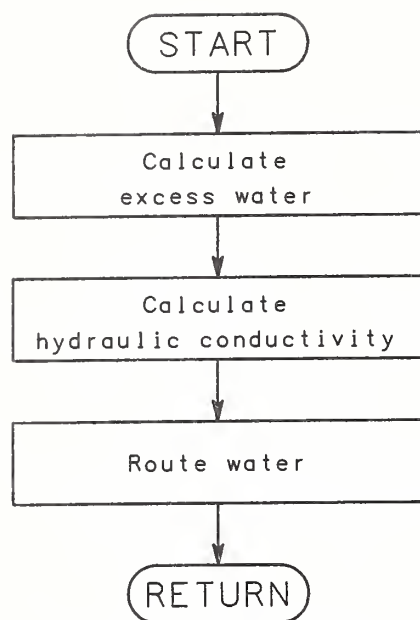 START
Calculate
excess water
Calculate
hydraulic conductivity
Route water
RETURN